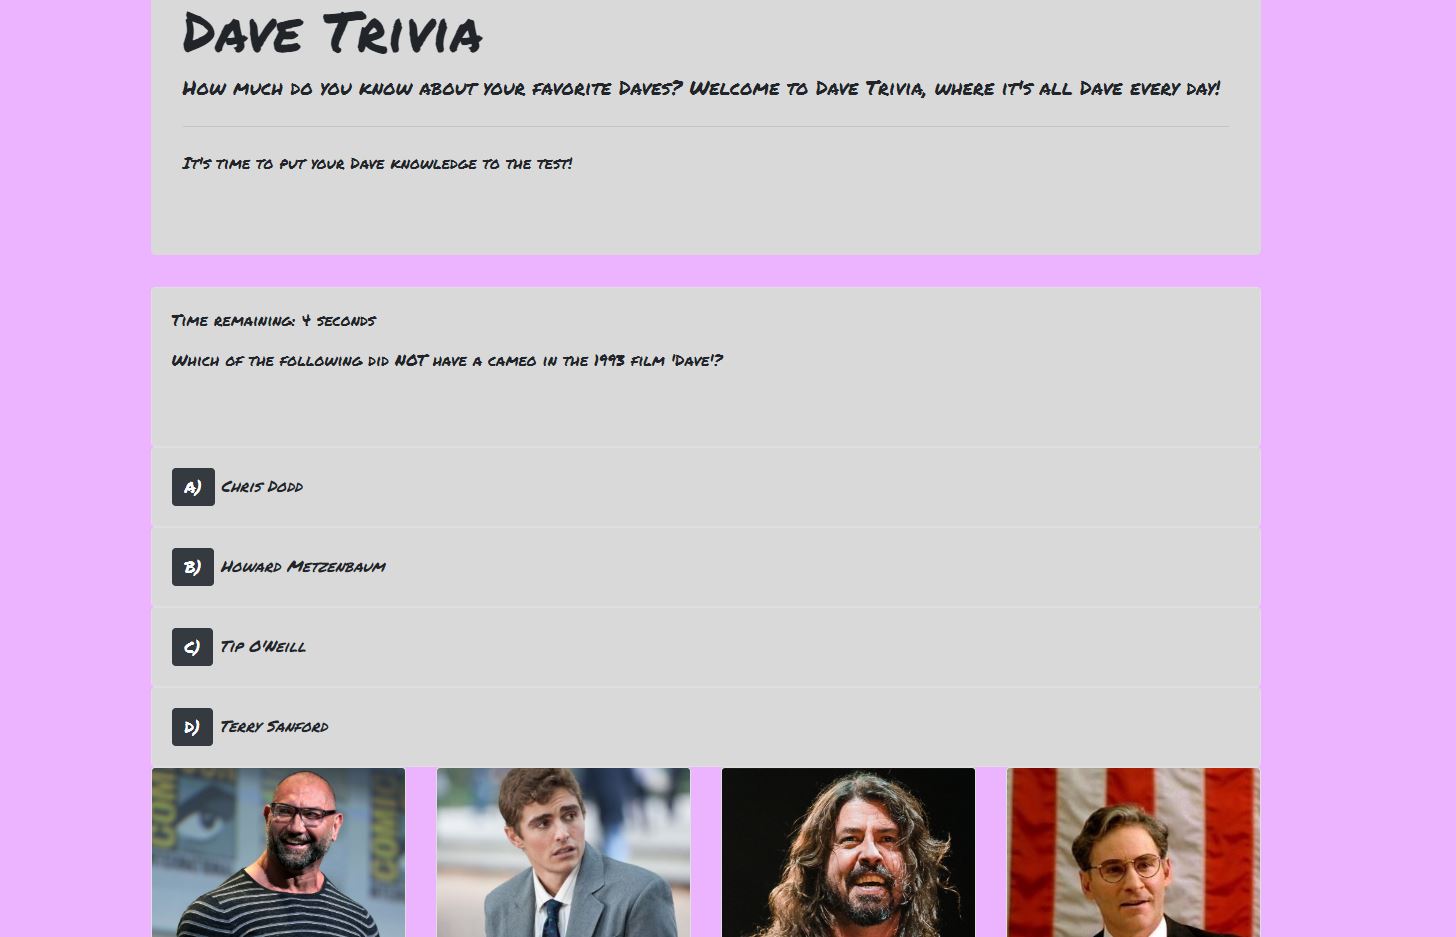 Dave Trivia
How much do you know about your favorite Daves? Welcome to Dave Trivia, where it's all Dave every day!
It's time to put your Dave knowledge to the test!
Time remaining: 4 seconds
Which of the following did NOT have a cameo in the 1993 film 'Dave'?
A) Chris Dodd
B) Howard Metzenbaum
C) Tip O'Neill
D) Terry Sanford